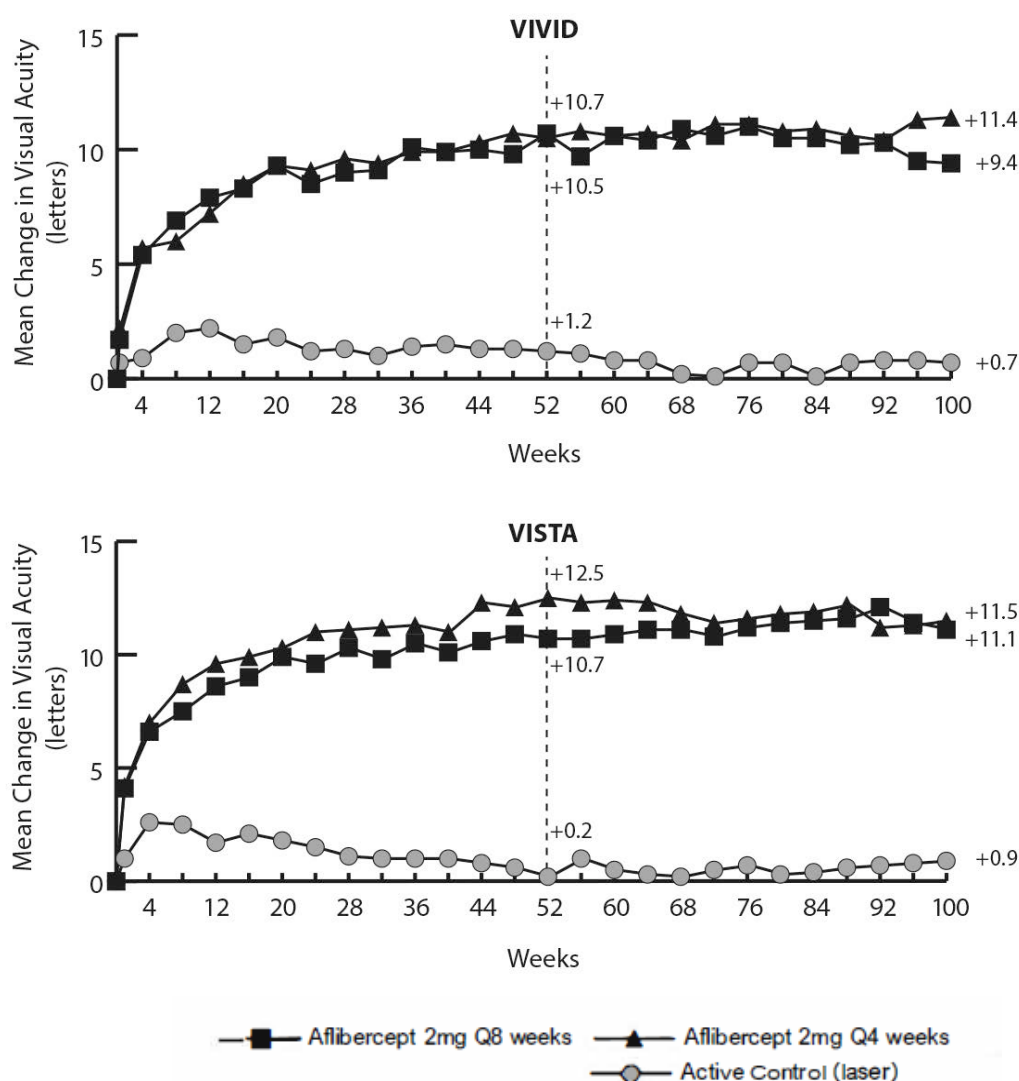 VIVID
Mean Change in Visual Acuity
(letters)
15
10
5
0
+10.7
+10.5
+1.2
+11.4
+9.4
+0.7
4 12 20 28 36 44 52 60 68 76 84 92 100
Weeks
VISTA
Mean Change in Visual Acuity
(letters)
15
10
5
0
+12.5
+10.7
+0.2
+11.5
+11.1
+0.9
4 12 20 28 36 44 52 60 68 76 84 92 100
Weeks
Aflibercept 2mg Q8 weeks Aflibercept 2mg Q4 weeks
Active Control (laser)